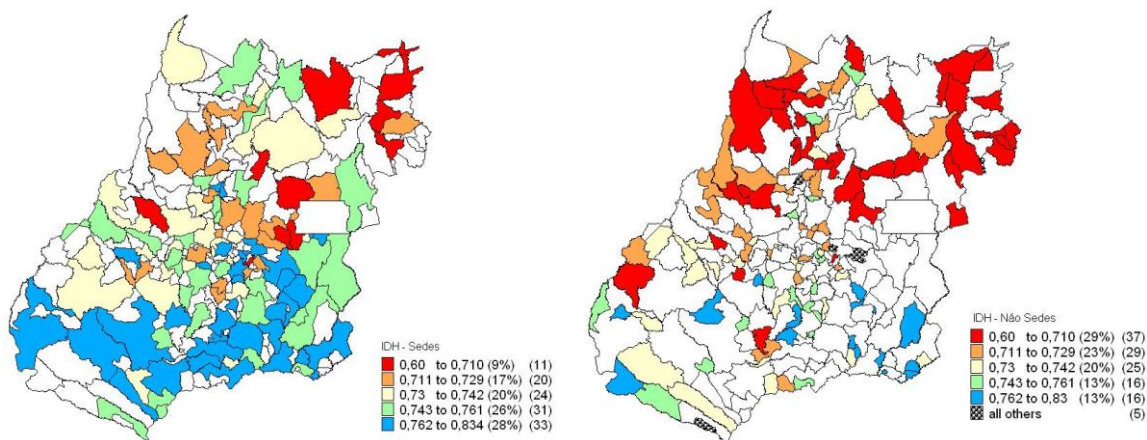 IDH - Sedes
0,60 to 0,710 (9%) (11)
0,711 to 0,729 (17%) (20)
0,73 to 0,742 (20%) (24)
0,743 to 0,761 (26%) (31)
0,762 to 0,834 (28%) (33)
IDH - Não Sedes
0,60 to 0,710 (29%) (37)
0,711 to 0,729 (23%) (29)
0,73 to 0,742 (20%) (25)
0,743 to 0,761 (13%) (16)
0,762 to 0,83 (13%) (16)
all others (5)